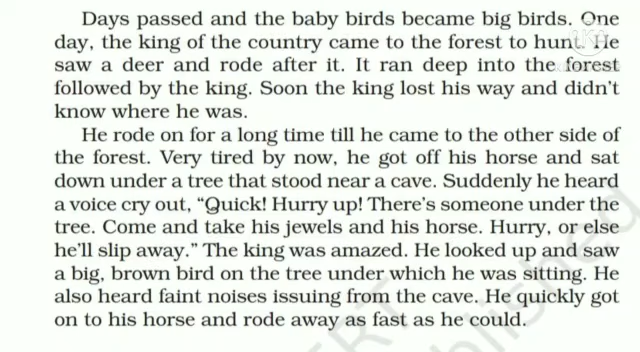 Days passed and the baby birds became big birds. One
day, the king of the country came to the forest to hunt. He
saw a deer and rode after it. It ran deep into the forest
followed by the king. Soon the king lost his way and didn't
know where he was.
He rode on for a long time till he came to the other side of
the forest. Very tired by now, he got off his horse and sat
down under a tree that stood near a cave. Suddenly he heard
a voice cry out, “Quick! Hurry up! There's someone under the
tree. Come and take his jewels and his horse. Hurry, or else
he'll slip away.” The king was amazed. He looked up and saw
a big, brown bird on the tree under which he was sitting. He
also heard faint noises issuing from the cave. He quickly got
on to his horse and rode away as fast as he could.